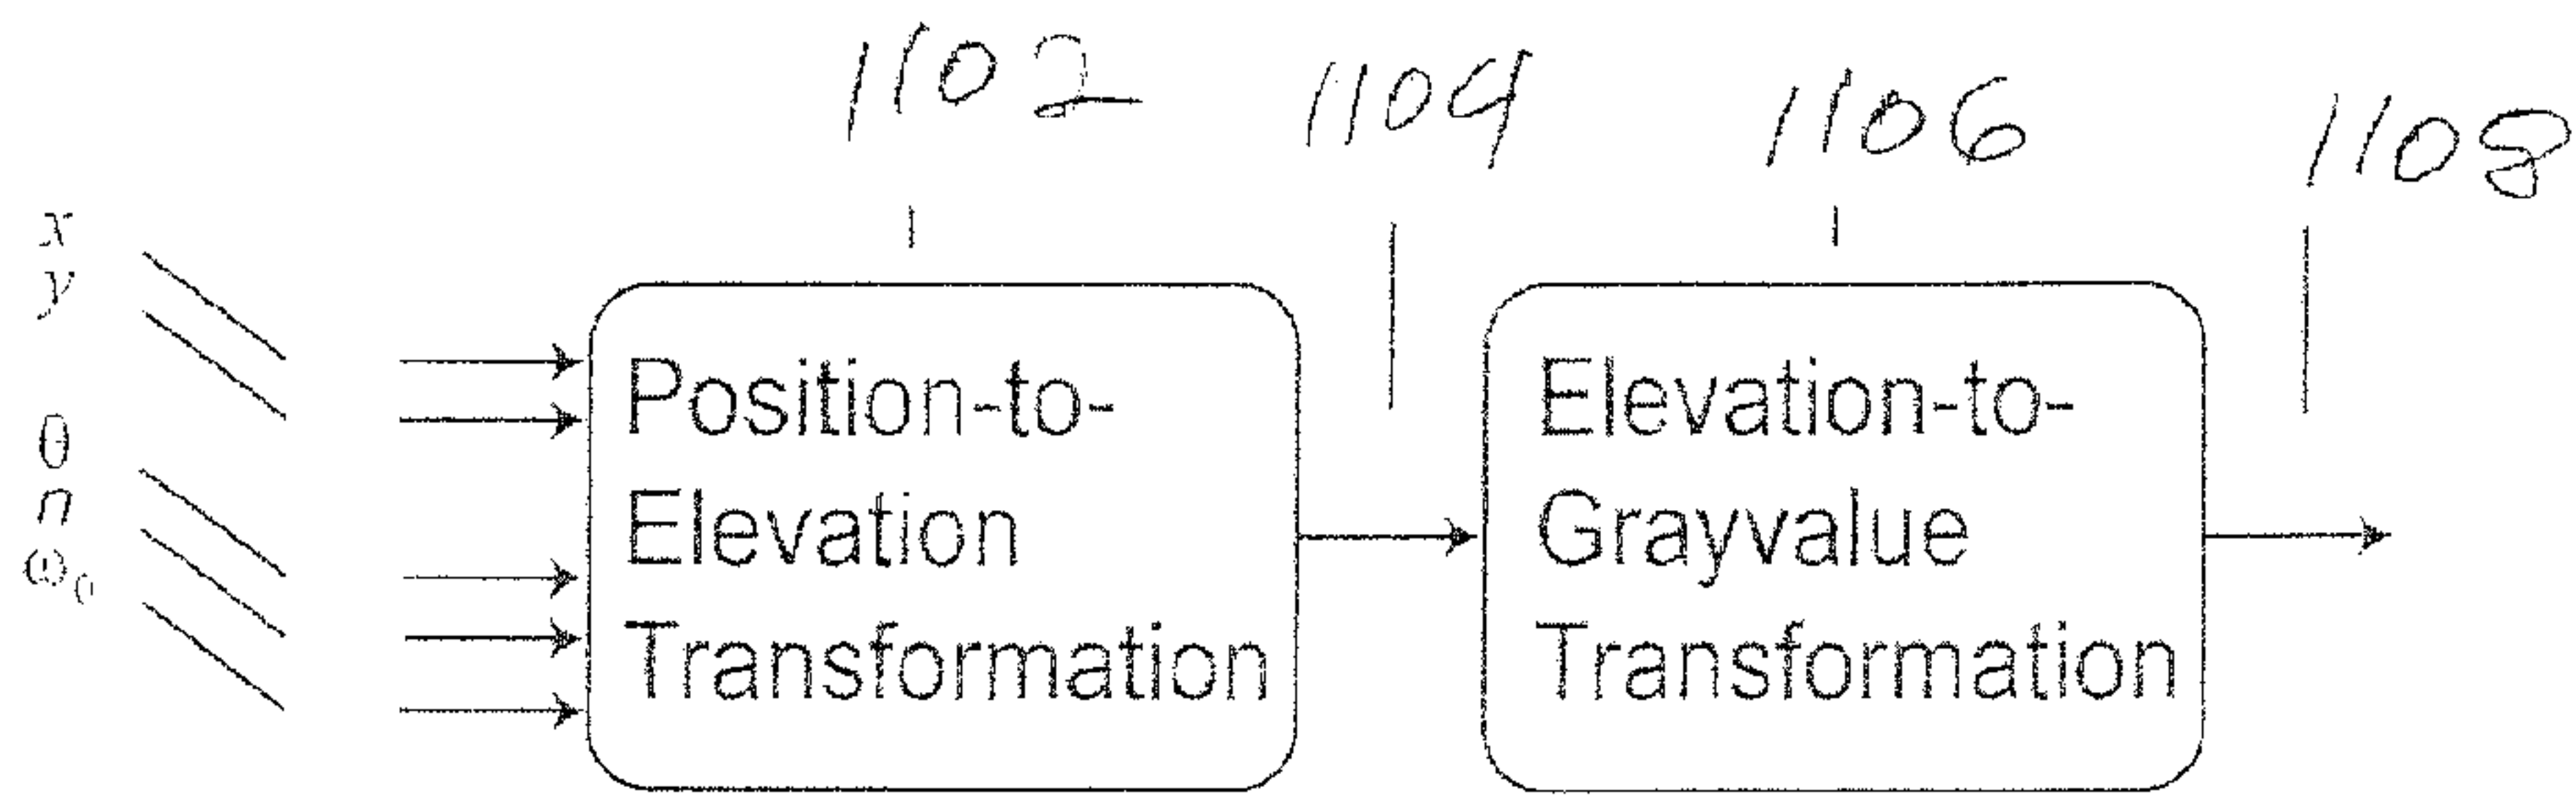 1102
1104
1106
1108
x
y
θ
n
ω₀
Position-to-
Elevation
Transformation
Elevation-to-
Grayvalue
Transformation